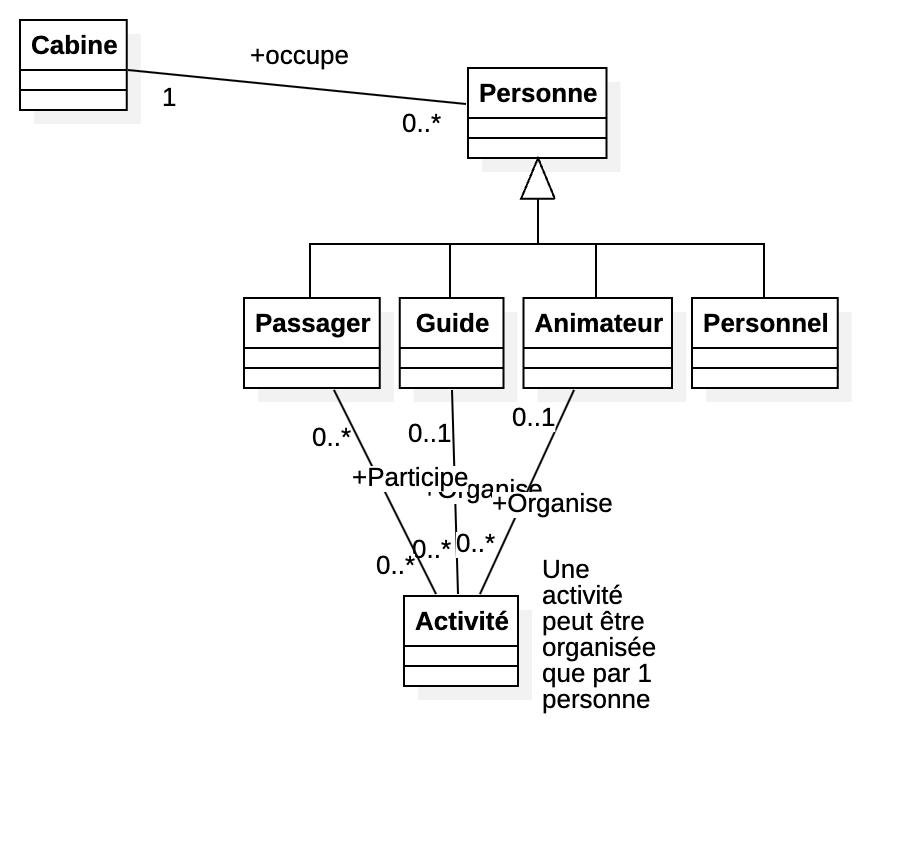 Cabine
+occupe
1
Personne
0..*
Passager
Guide
Animateur
Personnel
0..*
0..1
0..1
+Participe
+Organise
+Organise
0..*
0..*
0..*
Activité
Une
activité
peut être
organisée
que par 1
personne